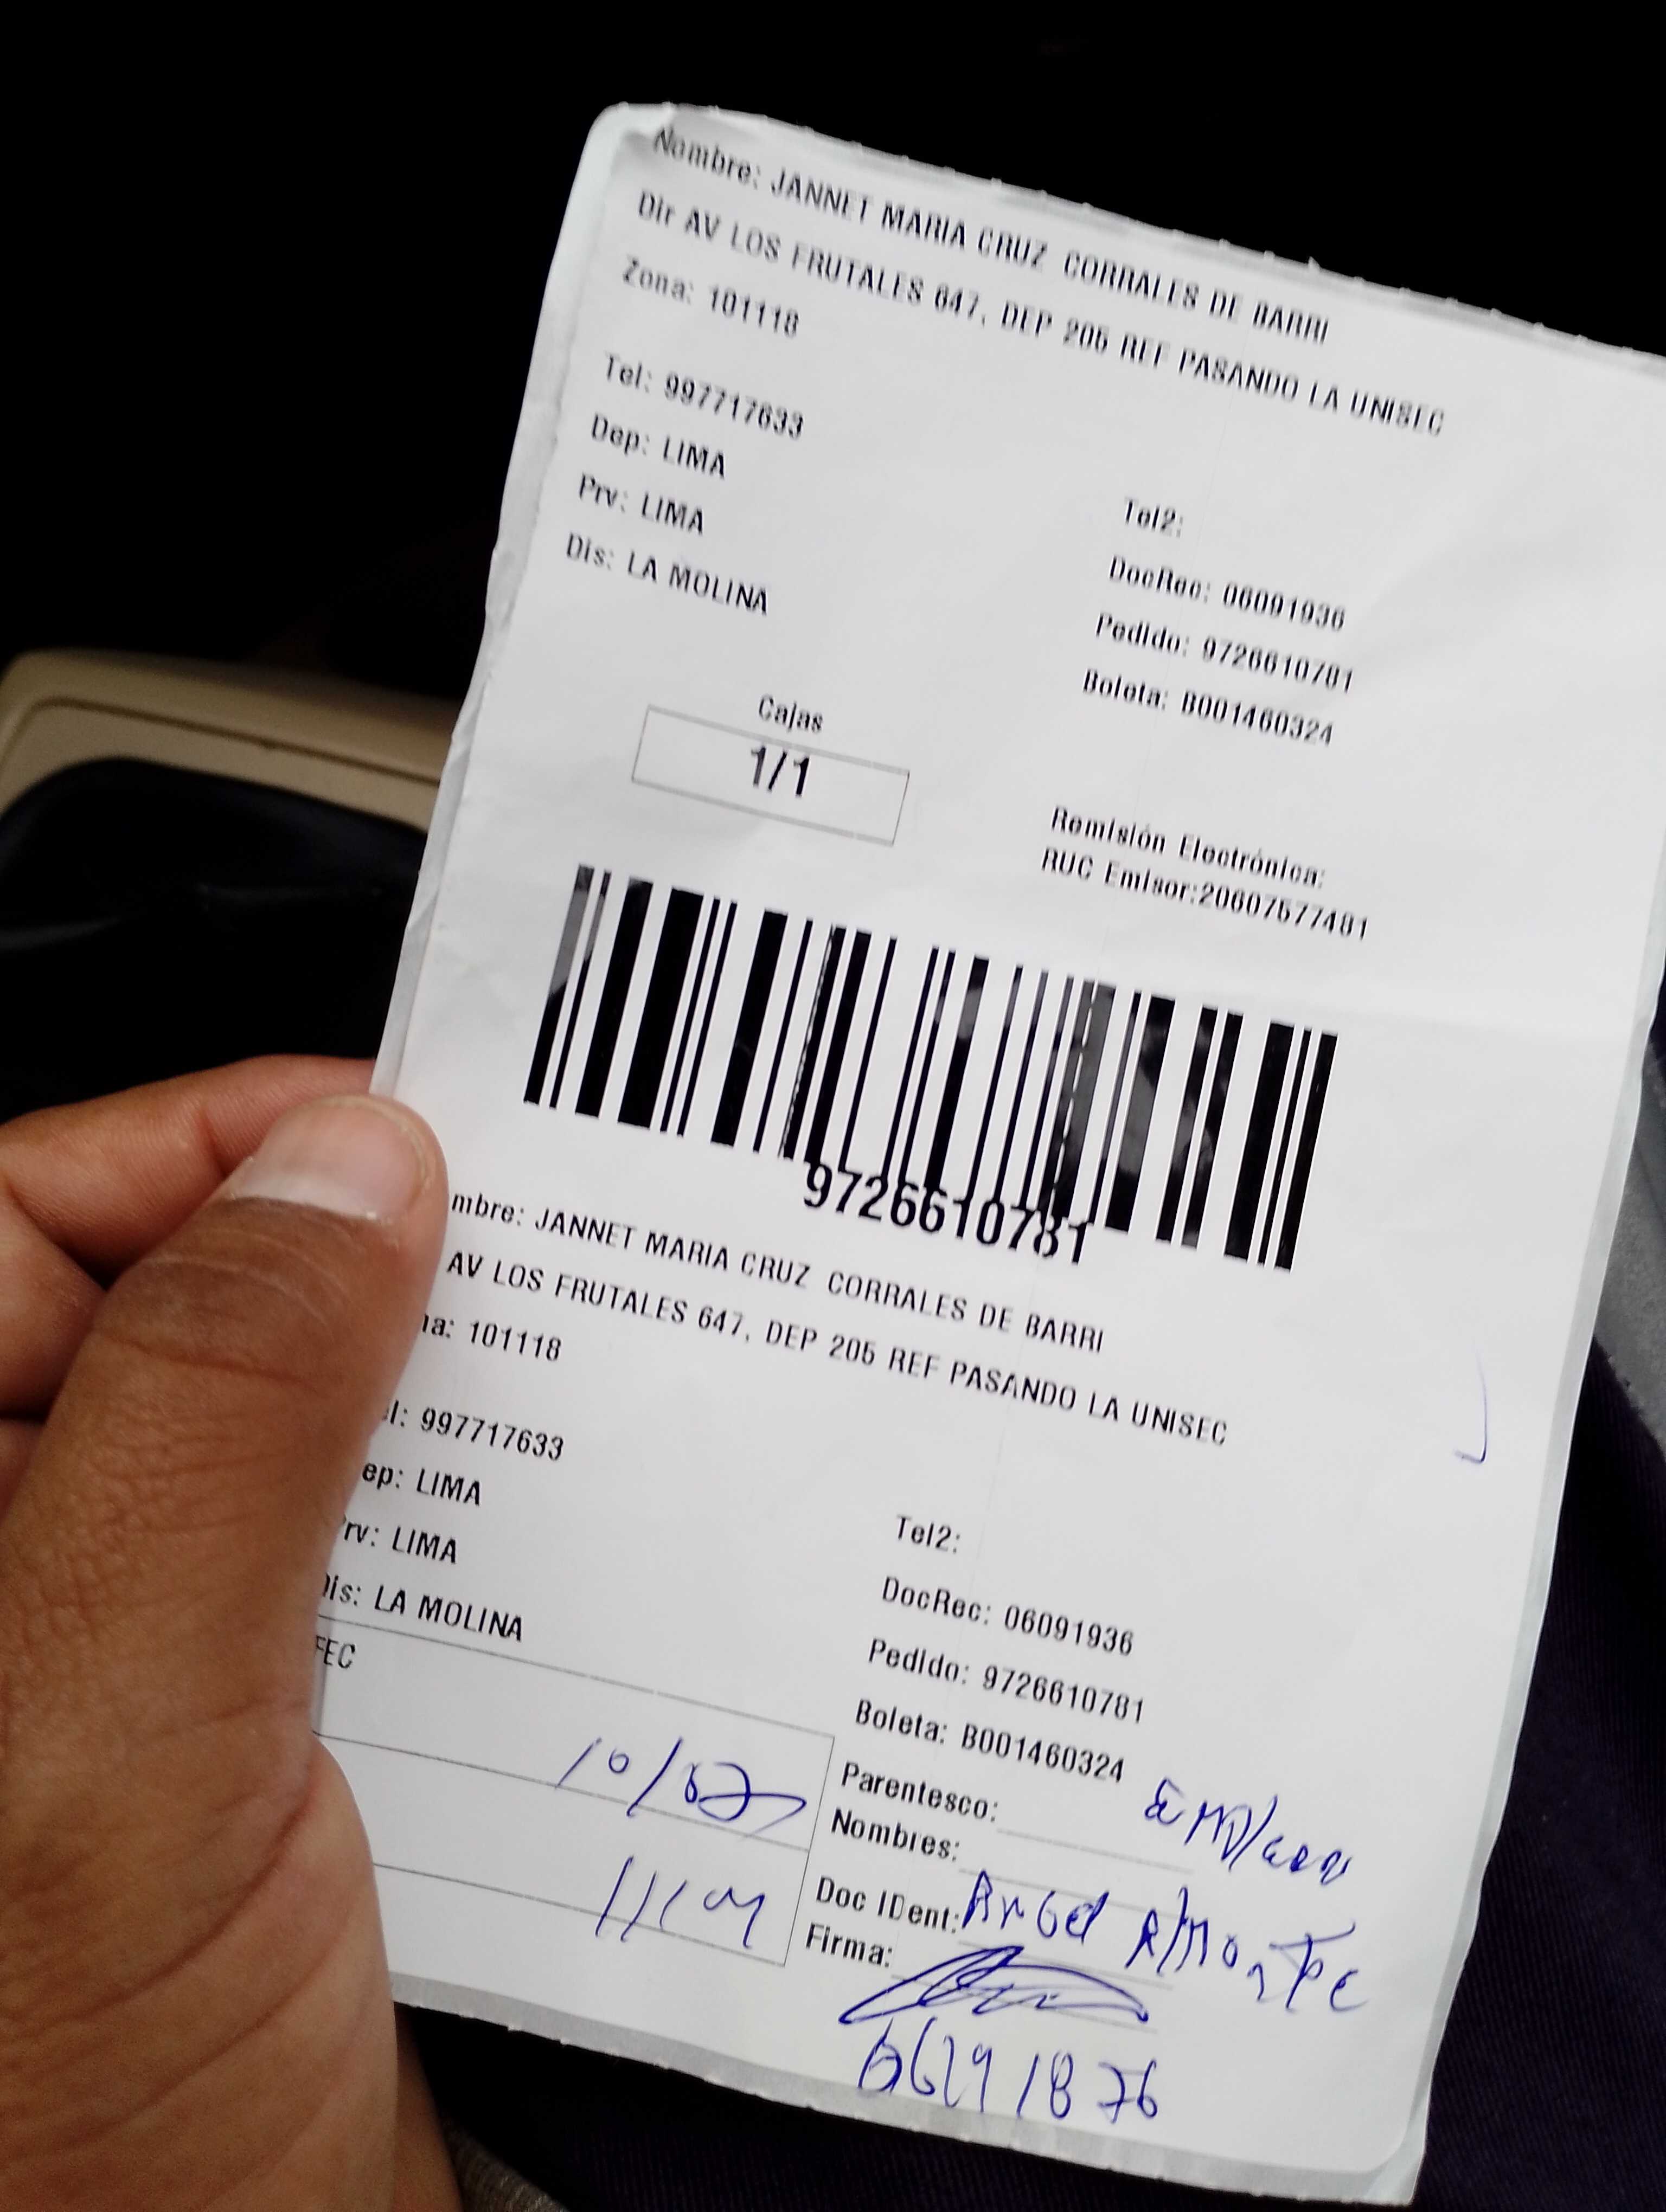 Nombre: JANNET MARIA CRUZ CORRALES DE BARRI
Dir AV LOS FRUTALES 647, DEP 205 REF PASANDO LA UNISEC
Zona: 101118
Tel: 997717633
Dep: LIMA
Tel2:
Prv: LIMA
DocRec: 06091936
Dis: LA MOLINA
Pedido: 9726610781
Boleta: B001460324
Cajas
1/1
Remisión Electrónica:
RUC Emisor:20607577481
9726610781
mbre: JANNET MARIA CRUZ CORRALES DE BARRI
AV LOS FRUTALES 647, DEP 205 REF PASANDO LA UNISEC
na: 101118
el: 997717633
ep: LIMA
Tel2:
Prv: LIMA
DocRec: 06091936
Dis: LA MOLINA
Pedido: 9726610781
FEC
Boleta: B001460324
10/02
Parentesco:
Nombres:
Doc IDent: Angel
Firma: